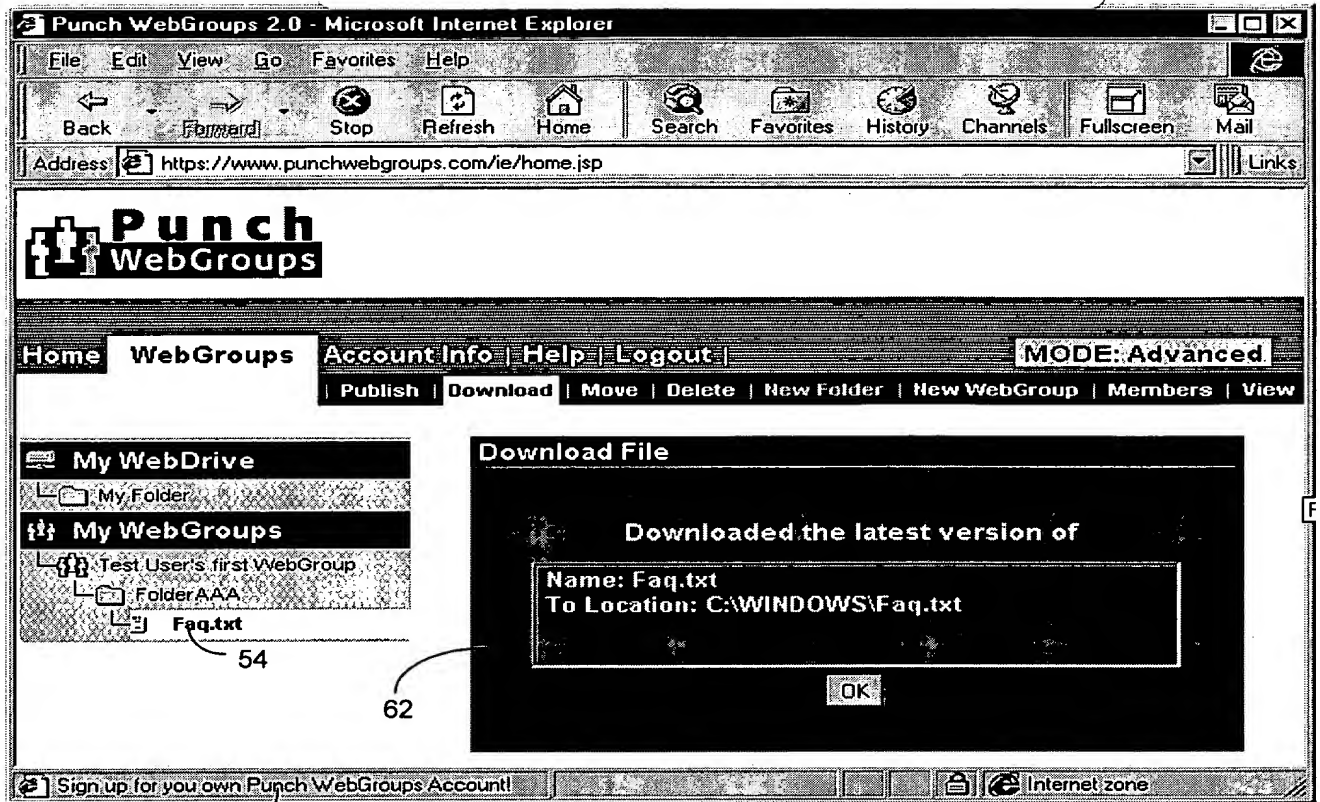 Punch WebGroups 2.0 - Microsoft Internet Explorer
File Edit View Go Favorites Help
Back Forward Stop Refresh Home Search Favorites History Channels Fullscreen Mail
Address https://www.punchwebgroups.com/ie/home.jsp Links
Punch
WebGroups
Home WebGroups Account Info | Help | Logout | MODE: Advanced
| Publish | Download | Move | Delete | New Folder | New WebGroup | Members | View
My WebDrive
My Folder
My WebGroups
Test User's first WebGroup
FolderAAA
Faq.txt
54
Download File
Downloaded the latest version of
Name: Faq.txt
To Location: C:\WINDOWS\Faq.txt
OK
62
Sign up for you own Punch WebGroups Account! Internet zone